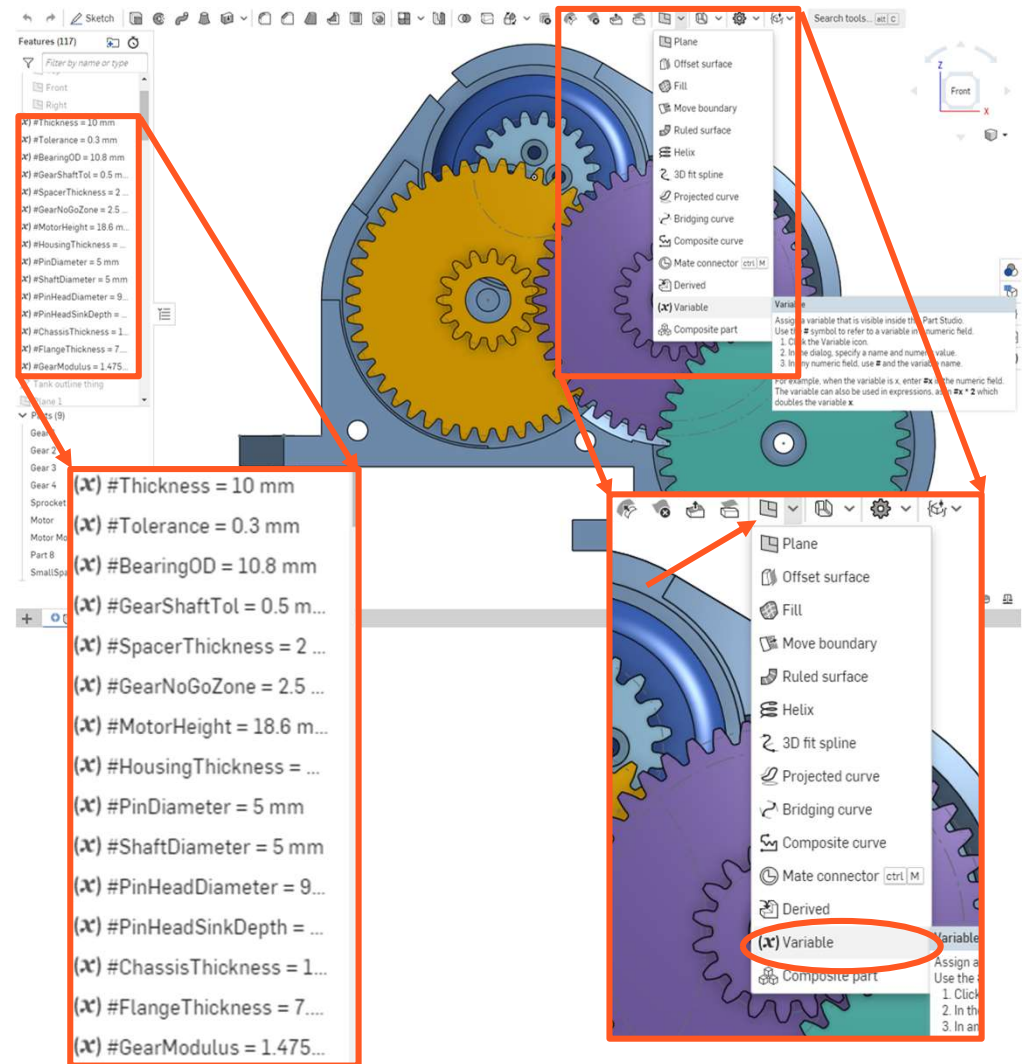 Sketch
Search tools... alt C
Features (117)
Filter by name or type
Front
Right
(x) #Thickness = 10 mm
(x) #Tolerance = 0.3 mm
(x) #BearingOD = 10.8 mm
(x) #GearShaftTol = 0.5 m...
(x) #SpacerThickness = 2 ...
(x) #GearNoGoZone = 2.5 ...
(x) #MotorHeight = 18.6 m...
(x) #HousingThickness = ...
(x) #PinDiameter = 5 mm
(x) #ShaftDiameter = 5 mm
(x) #PinHeadDiameter = 9...
(x) #PinHeadSinkDepth = ...
(x) #ChassisThickness = 1...
(x) #FlangeThickness = 7...
(x) #GearModulus = 1.475...
Tank outline thing
Plane 1
Parts (9)
Gear
Gear 2
Gear 3
Gear 4
Sprocket
Motor
Motor Mo
Part 8
SmallSpa
Plane
Offset surface
Fill
Move boundary
Ruled surface
Helix
3D fit spline
Projected curve
Bridging curve
Composite curve
Mate connector ctrl M
Derived
(x) Variable
Composite part
Z
Front
X
Variable
Assign a variable that is visible inside this Part Studio.
Use the # symbol to refer to a variable in a numeric field.
1. Click the Variable icon.
2. In the dialog, specify a name and numeric value.
3. In any numeric field, use # and the variable name.
For example, when the variable is x, enter #x in the numeric field.
The variable can also be used in expressions, as in #x * 2 which
doubles the variable x.
(x) #Thickness = 10 mm
(x) #Tolerance = 0.3 mm
(x) #BearingOD = 10.8 mm
(x) #GearShaftTol = 0.5 m...
(x) #SpacerThickness = 2 ...
(x) #GearNoGoZone = 2.5 ...
(x) #MotorHeight = 18.6 m...
(x) #HousingThickness = ...
(x) #PinDiameter = 5 mm
(x) #ShaftDiameter = 5 mm
(x) #PinHeadDiameter = 9...
(x) #PinHeadSinkDepth = ...
(x) #ChassisThickness = 1...
(x) #FlangeThickness = 7....
(x) #GearModulus = 1.475...
Plane
Offset surface
Fill
Move boundary
Ruled surface
Helix
3D fit spline
Projected curve
Bridging curve
Composite curve
Mate connector ctrl M
Derived
(x) Variable
Composite part
Variable
Assign a
Use the
1. Click
2. In the
3. In an